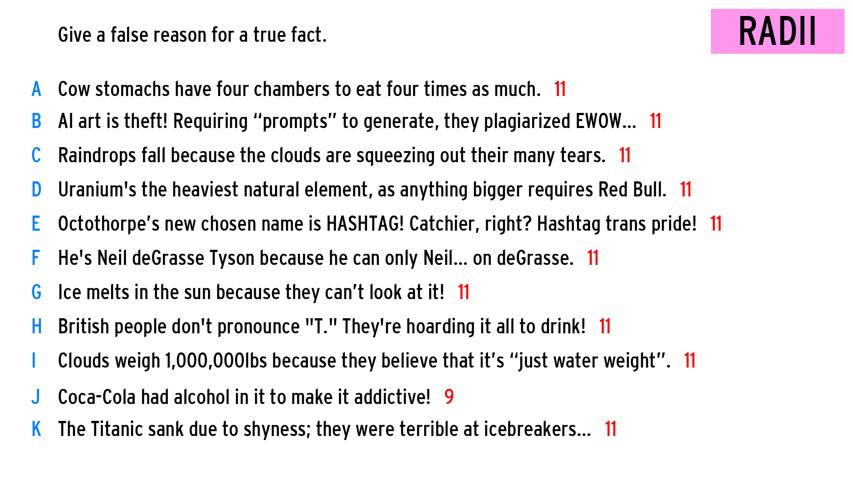 Give a false reason for a true fact.
RADII
A Cow stomachs have four chambers to eat four times as much. 11
B AI art is theft! Requiring “prompts” to generate, they plagiarized EWOW... 11
C Raindrops fall because the clouds are squeezing out their many tears. 11
D Uranium's the heaviest natural element, as anything bigger requires Red Bull. 11
E Octothorpe’s new chosen name is HASHTAG! Catchier, right? Hashtag trans pride! 11
F He's Neil deGrasse Tyson because he can only Neil... on deGrasse. 11
G Ice melts in the sun because they can’t look at it! 11
H British people don't pronounce "T." They're hoarding it all to drink! 11
I Clouds weigh 1,000,000lbs because they believe that it’s “just water weight”. 11
J Coca-Cola had alcohol in it to make it addictive! 9
K The Titanic sank due to shyness; they were terrible at icebreakers... 11